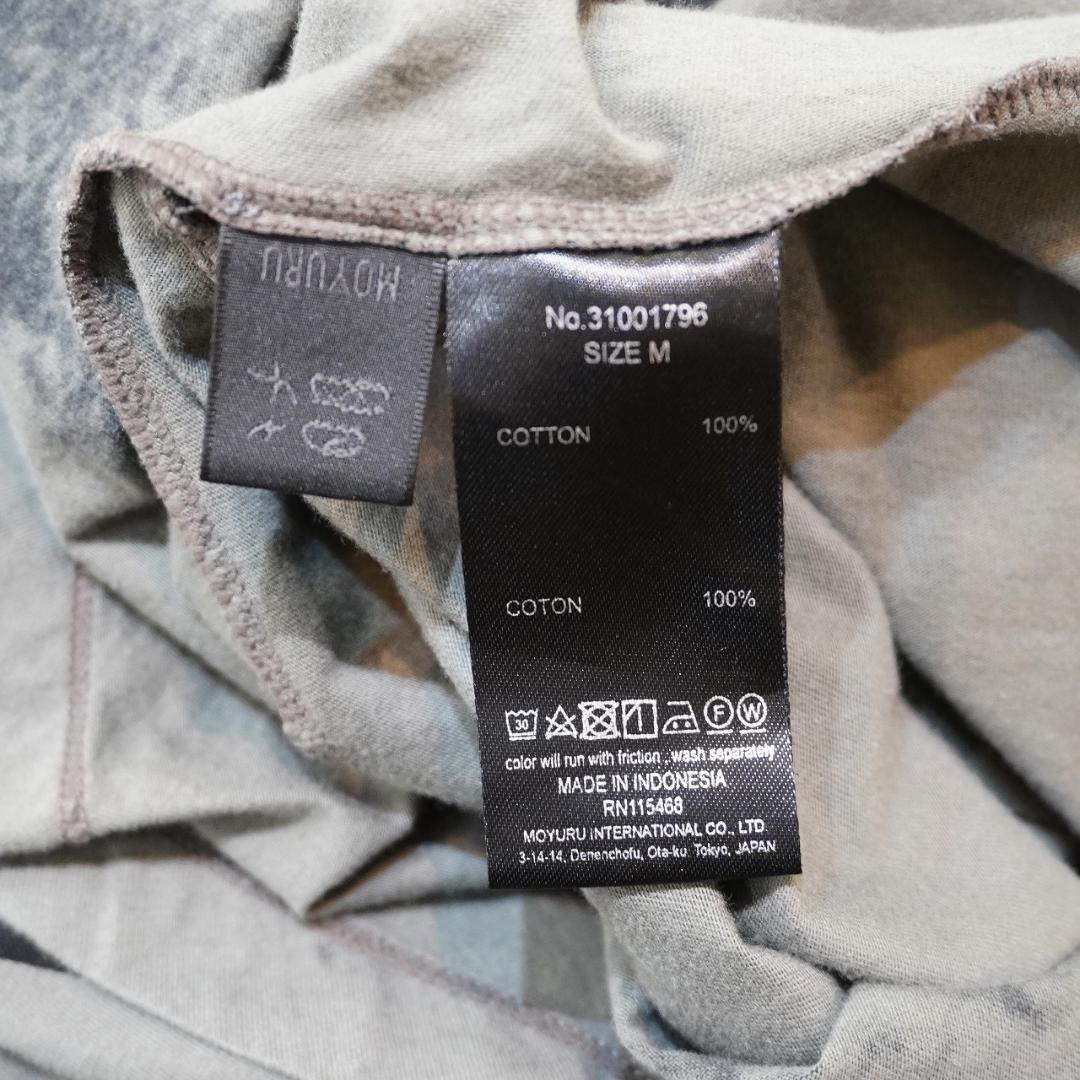 MOYURU
No.31001796
SIZE M
COTTON 100%
COTON 100%
30
F W
color will run with friction , wash separately
MADE IN INDONESIA
RN115468
MOYURU INTERNATIONAL CO., LTD.
3-14-14, Denenchofu, Ota-ku Tokyo, JAPAN